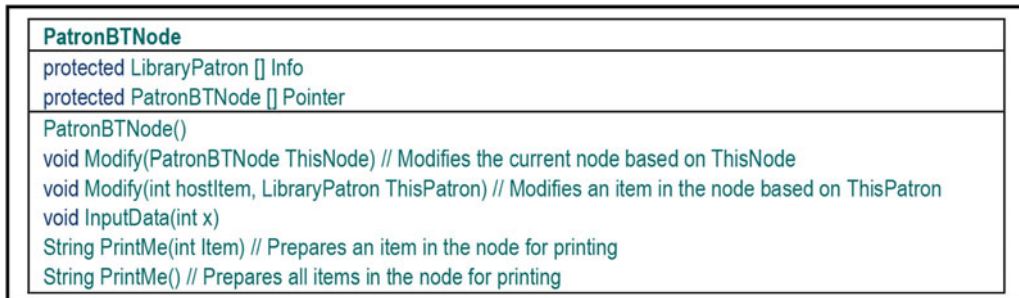 PatronBTNode
protected LibraryPatron [] Info
protected PatronBTNode [] Pointer
PatronBTNode()
void Modify(PatronBTNode ThisNode) // Modifies the current node based on ThisNode
void Modify(int hostItem, LibraryPatron ThisPatron) // Modifies an item in the node based on ThisPatron
void InputData(int x)
String PrintMe(int Item) // Prepares an item in the node for printing
String PrintMe() // Prepares all items in the node for printing